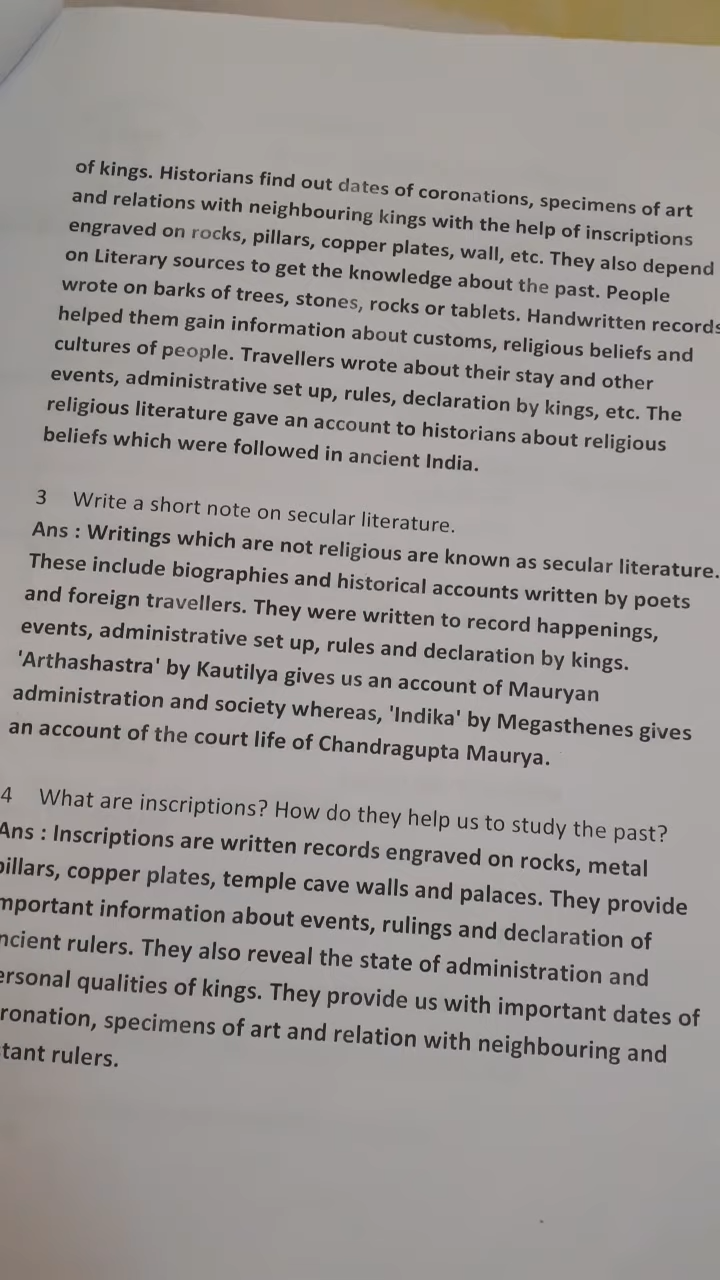 of kings. Historians find out dates of coronations, specimens of art
and relations with neighbouring kings with the help of inscriptions
engraved on rocks, pillars, copper plates, wall, etc. They also depend
on Literary sources to get the knowledge about the past. People
wrote on barks of trees, stones, rocks or tablets. Handwritten records
helped them gain information about customs, religious beliefs and
cultures of people. Travellers wrote about their stay and other
events, administrative set up, rules, declaration by kings, etc. The
religious literature gave an account to historians about religious
beliefs which were followed in ancient India.
3 Write a short note on secular literature.
Ans : Writings which are not religious are known as secular literature.
These include biographies and historical accounts written by poets
and foreign travellers. They were written to record happenings,
events, administrative set up, rules and declaration by kings.
'Arthashastra' by Kautilya gives us an account of Mauryan
administration and society whereas, 'Indika' by Megasthenes gives
an account of the court life of Chandragupta Maurya.
4 What are inscriptions? How do they help us to study the past?
Ans : Inscriptions are written records engraved on rocks, metal
pillars, copper plates, temple cave walls and palaces. They provide
mportant information about events, rulings and declaration of
ncient rulers. They also reveal the state of administration and
ersonal qualities of kings. They provide us with important dates of
ronation, specimens of art and relation with neighbouring and
tant rulers.